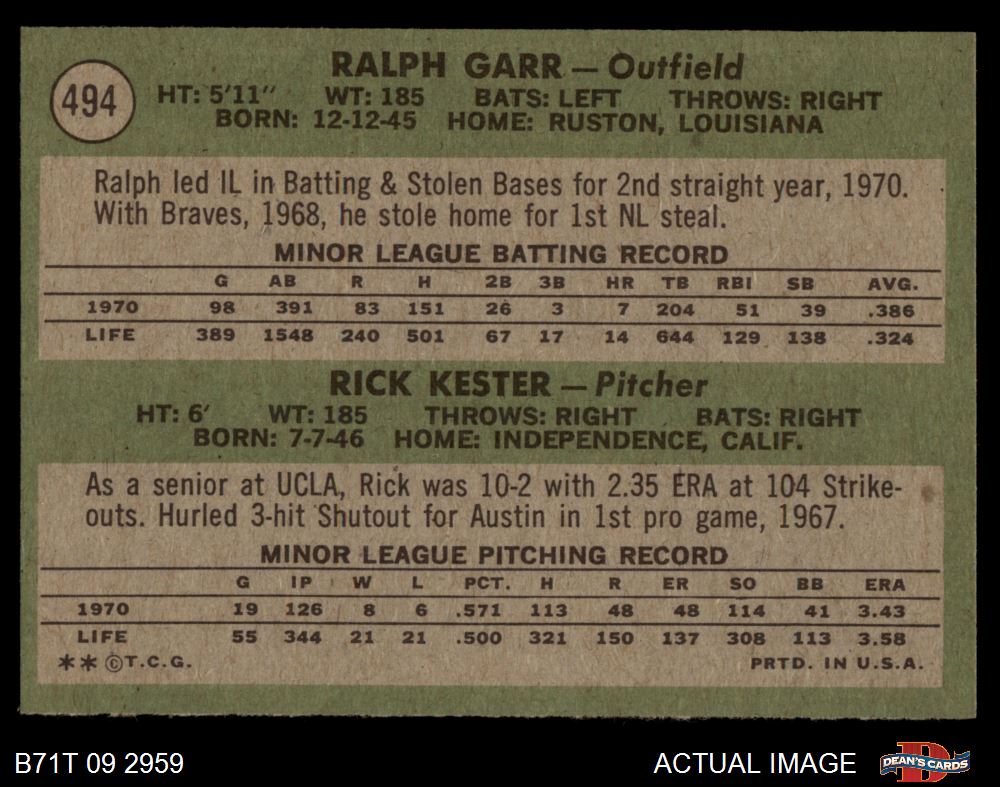 494
RALPH GARR — Outfield
HT: 5'11" WT: 185 BATS: LEFT THROWS: RIGHT
BORN: 12-12-45 HOME: RUSTON, LOUISIANA
Ralph led IL in Batting & Stolen Bases for 2nd straight year, 1970.
With Braves, 1968, he stole home for 1st NL steal.
MINOR LEAGUE BATTING RECORD
G AB R H 2B 3B HR TB RBI SB AVG.
1970 98 391 83 151 26 3 7 204 51 39 .386
LIFE 389 1548 240 501 67 17 14 644 129 138 .324
RICK KESTER — Pitcher
HT: 6' WT: 185 THROWS: RIGHT BATS: RIGHT
BORN: 7-7-46 HOME: INDEPENDENCE, CALIF.
As a senior at UCLA, Rick was 10-2 with 2.35 ERA at 104 Strike-
outs. Hurled 3-hit Shutout for Austin in 1st pro game, 1967.
MINOR LEAGUE PITCHING RECORD
G IP W L PCT. H R ER SO BB ERA
1970 19 126 8 6 .571 113 48 48 114 41 3.43
LIFE 55 344 21 21 .500 321 150 137 308 113 3.58
** ©T.C.G. PRTD. IN U.S.A.
B71T 09 2959 ACTUAL IMAGE DEAN'S CARDS